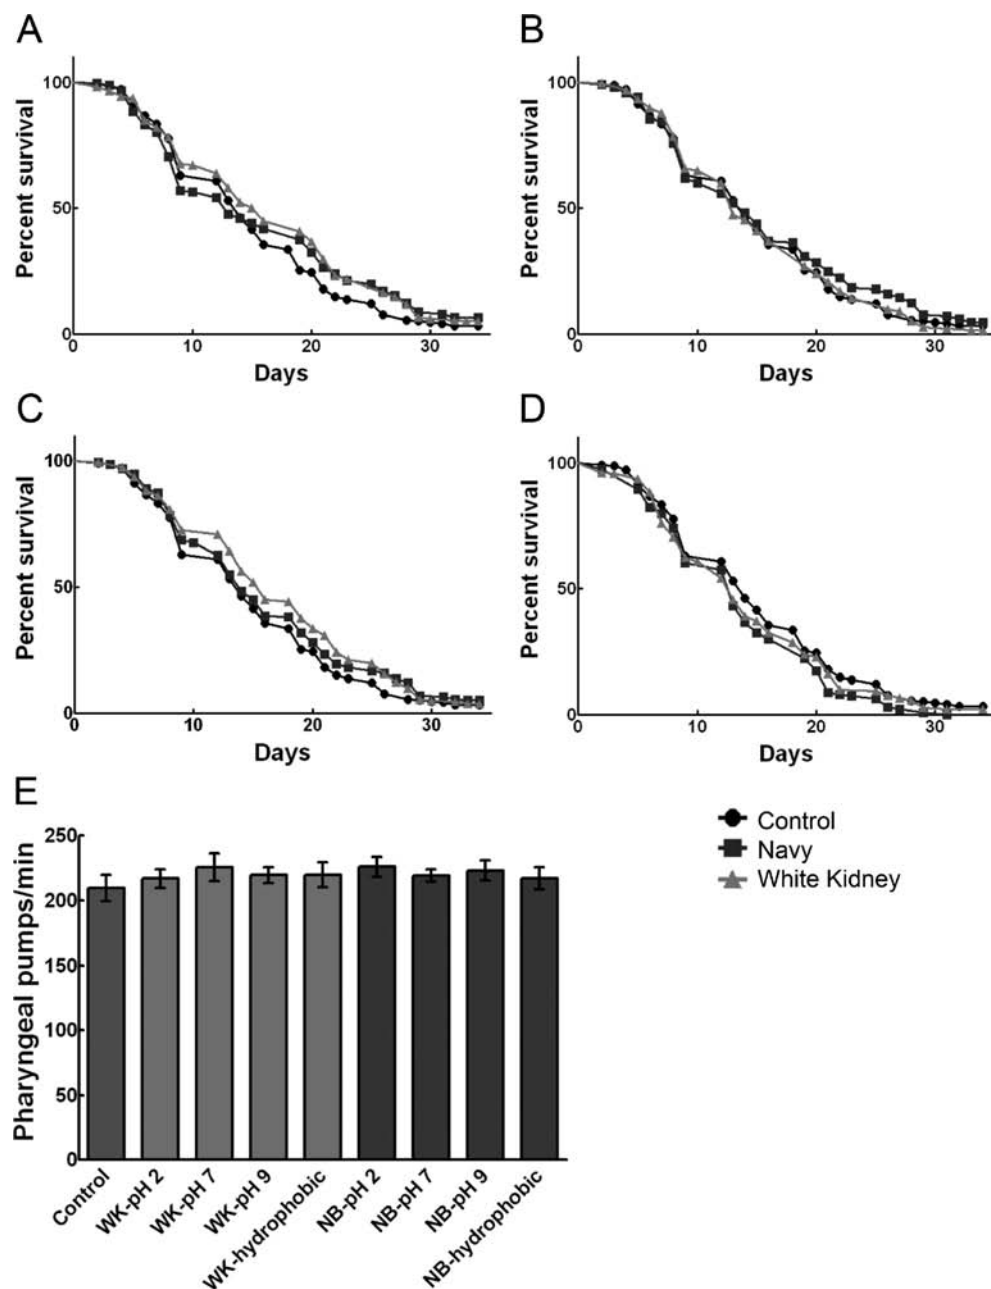 A
Percent survival
100
50
0
0 10 20 30
Days
B
Percent survival
100
50
0
0 10 20 30
Days
C
Percent survival
100
50
0
0 10 20 30
Days
D
Percent survival
100
50
0
0 10 20 30
Days
E
Pharyngeal pumps/min
250
200
150
100
50
0
Control
WK-pH 2
WK-pH 7
WK-pH 9
WK-hydrophobic
NB-pH 2
NB-pH 7
NB-pH 9
NB-hydrophobic
Control
Navy
White Kidney